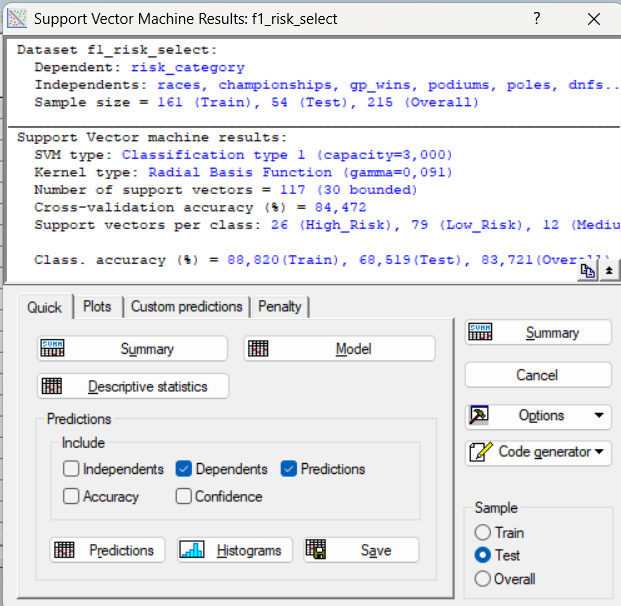 Support Vector Machine Results: f1_risk_select
?
Dataset f1_risk_select:
Dependent: risk_category
Independents: races, championships, gp_wins, podiums, poles, dnfs..
Sample size = 161 (Train), 54 (Test), 215 (Overall)
Support Vector machine results:
SVM type: Classification type 1 (capacity=3,000)
Kernel type: Radial Basis Function (gamma=0,091)
Number of support vectors = 117 (30 bounded)
Cross-validation accuracy (%) = 84,472
Support vectors per class: 26 (High_Risk), 79 (Low_Risk), 12 (Mediu
Class. accuracy (%) = 88,820(Train), 68,519(Test), 83,721(Overall)
Quick Plots Custom predictions Penalty
Summary Model
Descriptive statistics
Predictions
Include
Independents Dependents Predictions
Accuracy Confidence
Predictions Histograms Save
Summary
Cancel
Options
Code generator
Sample
Train
Test
Overall